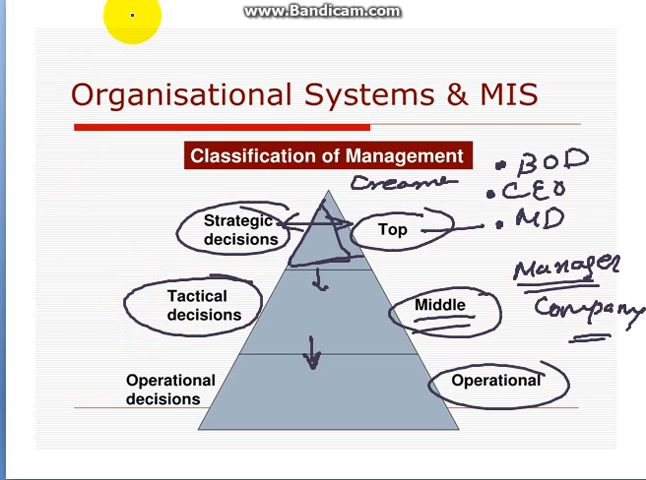 www.Bandicam.com
Organisational Systems & MIS
Classification of Management
• BOD
• CEO
• MD
Strategic
decisions
Top
Manager
Company
Tactical
decisions
Middle
Operational
decisions
Operational